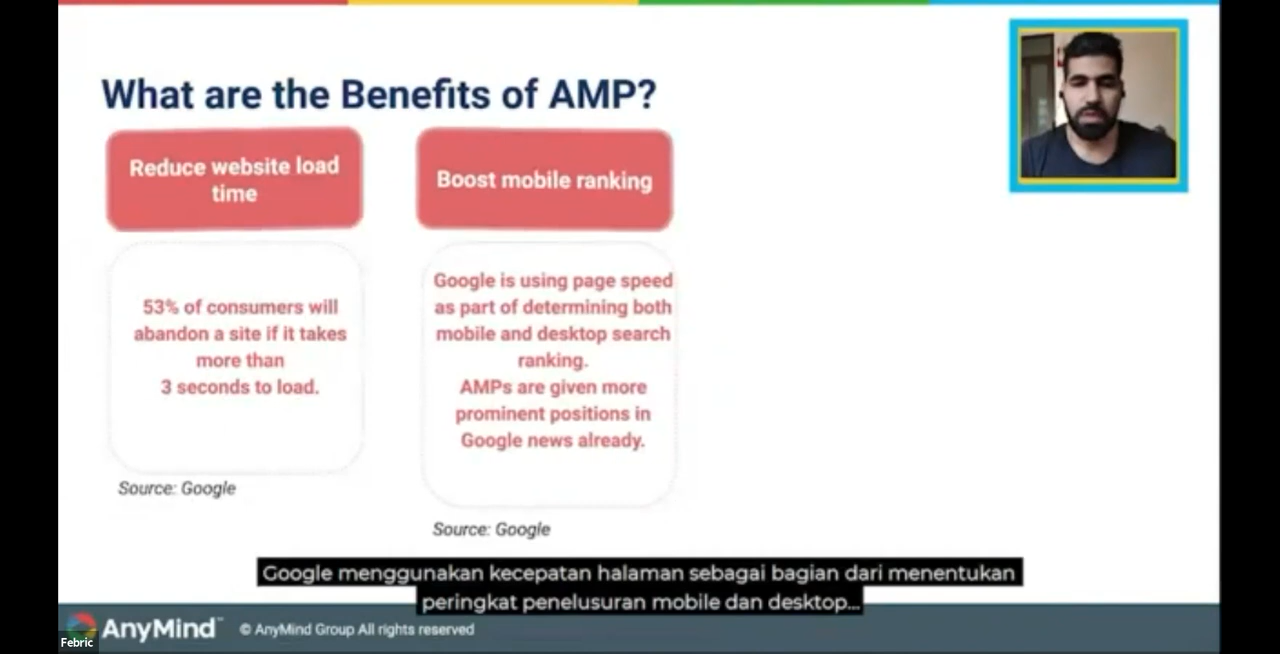 What are the Benefits of AMP?
Reduce website load
time
53% of consumers will
abandon a site if it takes
more than
3 seconds to load.
Source: Google
Boost mobile ranking
Google is using page speed
as part of determining both
mobile and desktop search
ranking.
AMPs are given more
prominent positions in
Google news already.
Source: Google
Google menggunakan kecepatan halaman sebagai bagian dari menentukan
peringkat penelusuran mobile dan desktop...
AnyMind™ © AnyMind Group All rights reserved
Febric